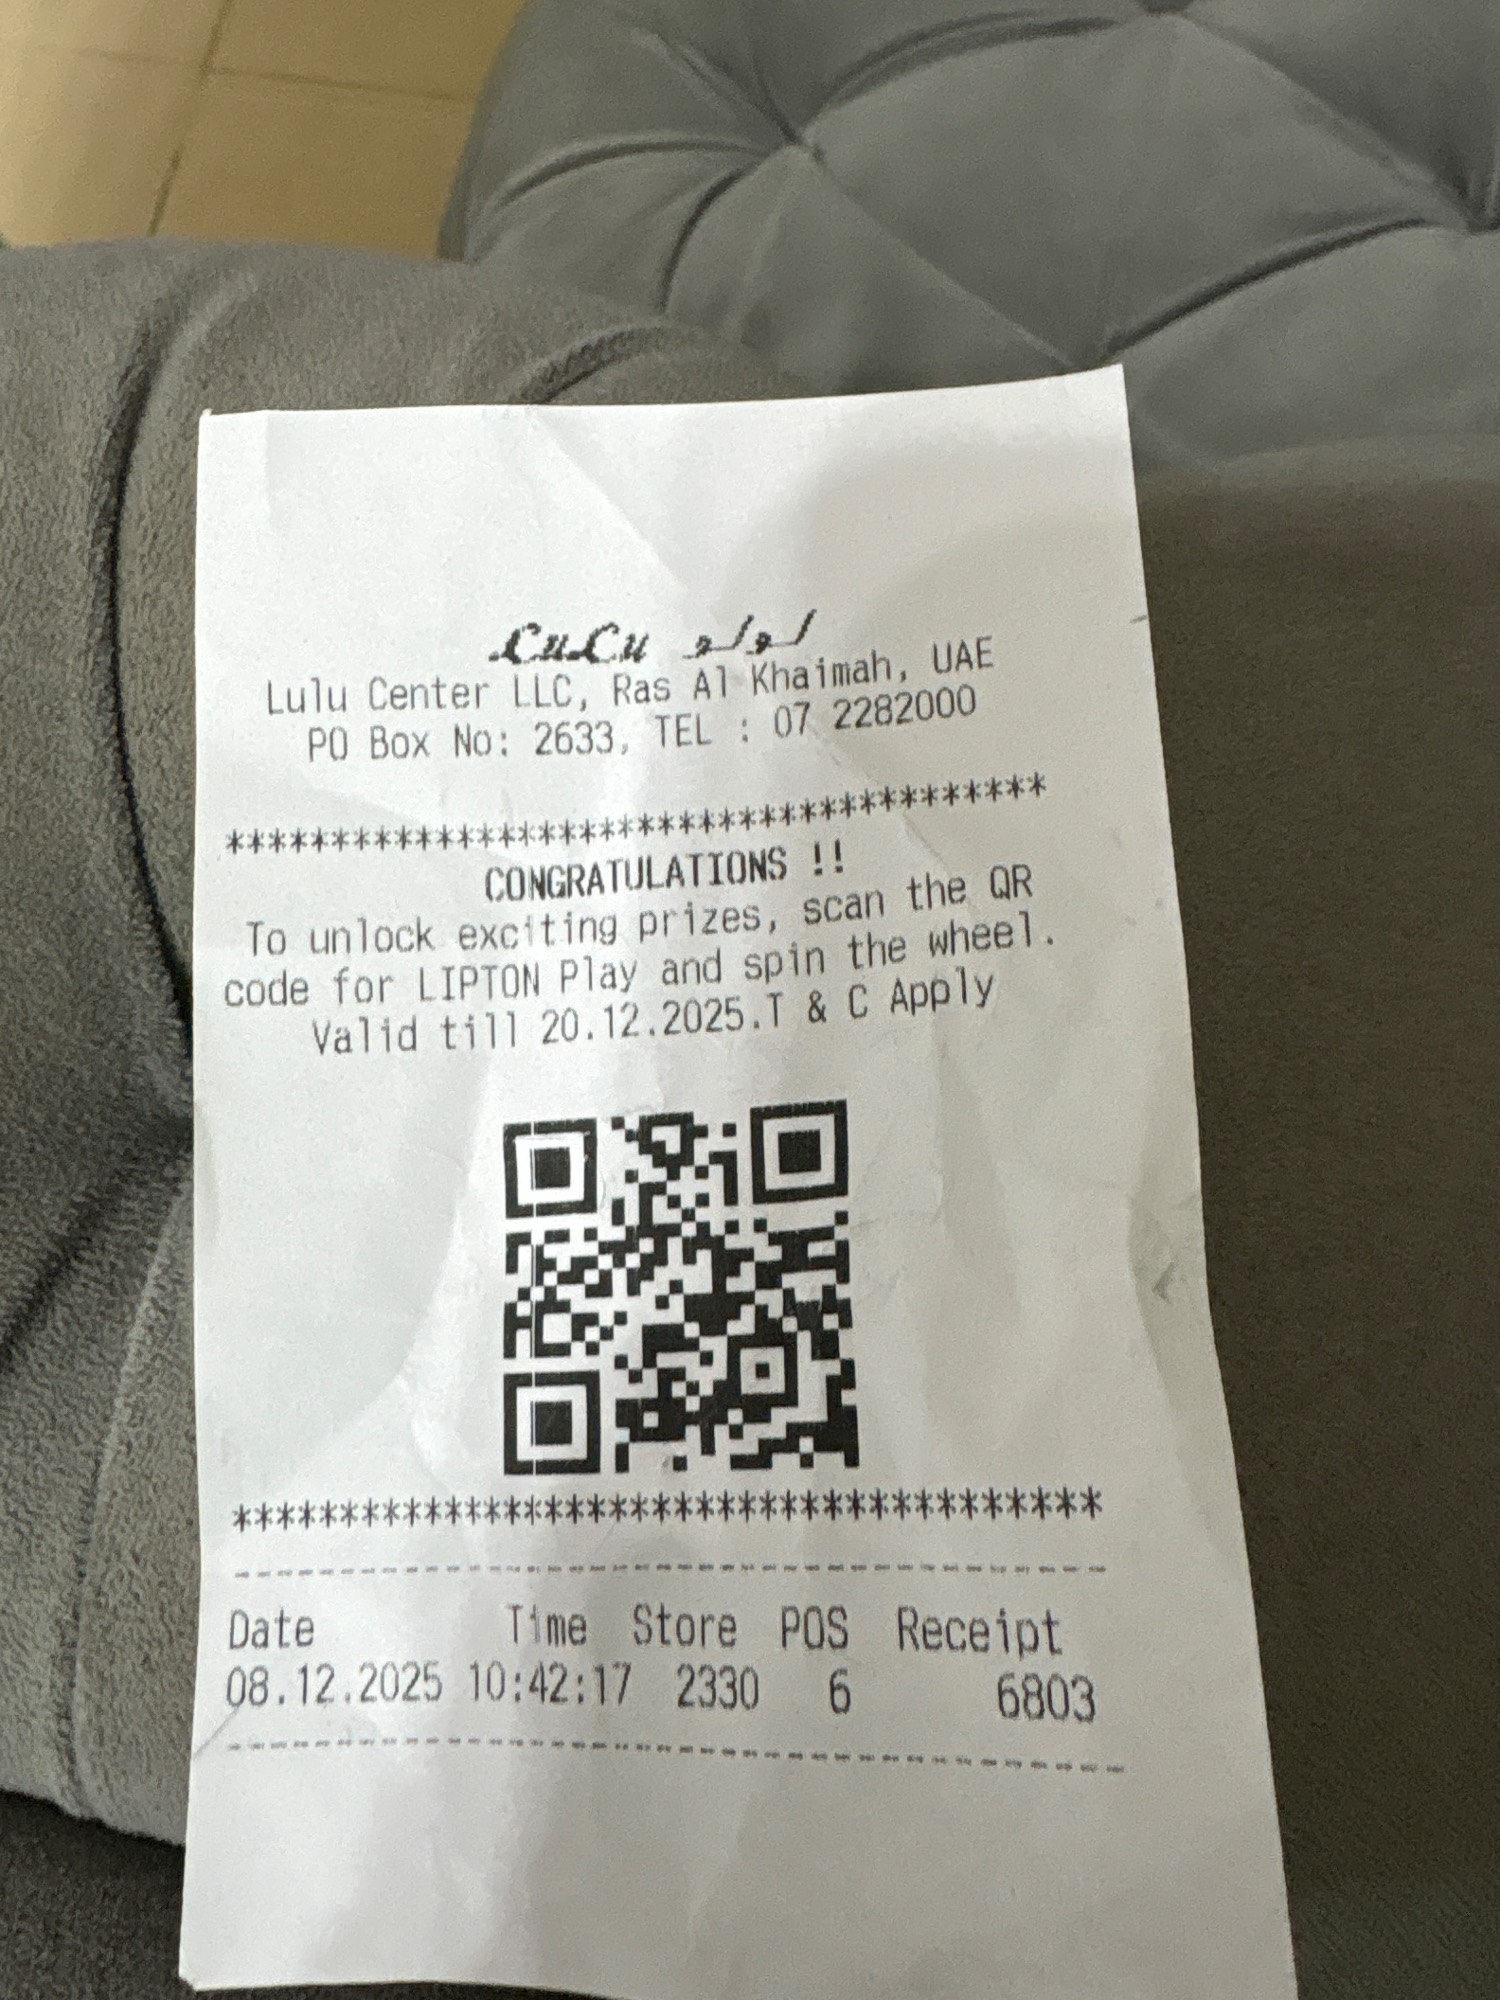 LuLu لولو
Lulu Center LLC, Ras Al Khaimah, UAE
PO Box No: 2633, TEL : 07 2282000
***************************************
CONGRATULATIONS !!
To unlock exciting prizes, scan the QR
code for LIPTON Play and spin the wheel.
Valid till 20.12.2025.T & C Apply
*****************************************
------------------------------------------
Date Time Store POS Receipt
08.12.2025 10:42:17 2330 6 6803
------------------------------------------